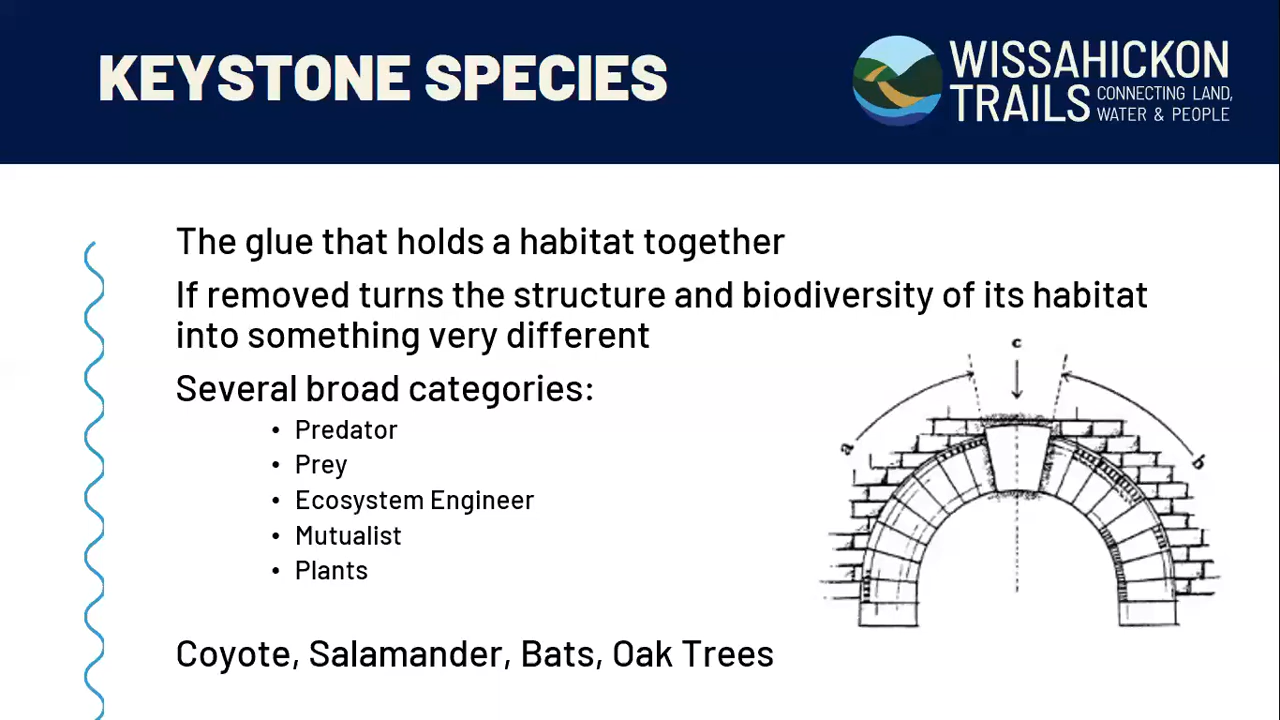 KEYSTONE SPECIES
WISSAHICKON
TRAILS
CONNECTING LAND,
WATER & PEOPLE
The glue that holds a habitat together
If removed turns the structure and biodiversity of its habitat
into something very different
Several broad categories:
• Predator
• Prey
• Ecosystem Engineer
• Mutualist
• Plants
c
a
b
Coyote, Salamander, Bats, Oak Trees